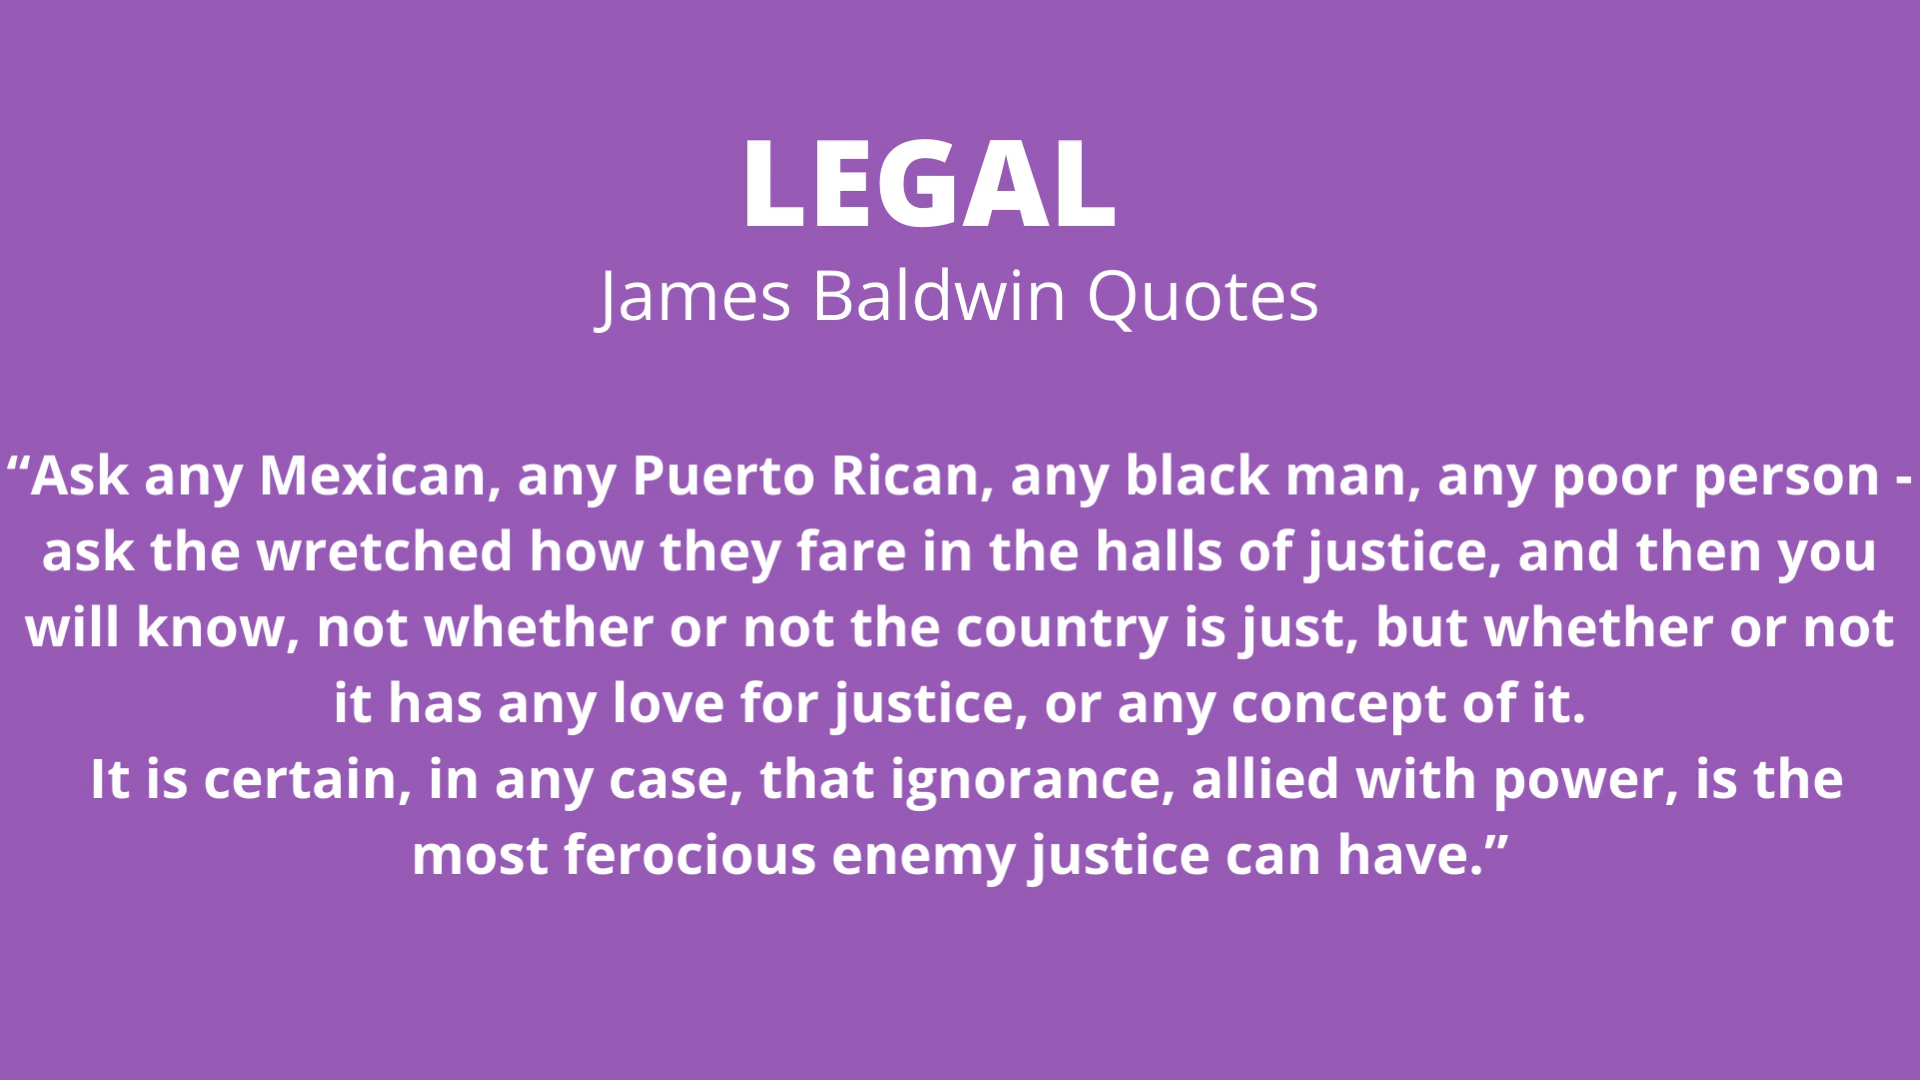 LEGAL
James Baldwin Quotes
“Ask any Mexican, any Puerto Rican, any black man, any poor person -
ask the wretched how they fare in the halls of justice, and then you
will know, not whether or not the country is just, but whether or not
it has any love for justice, or any concept of it.
It is certain, in any case, that ignorance, allied with power, is the
most ferocious enemy justice can have.”